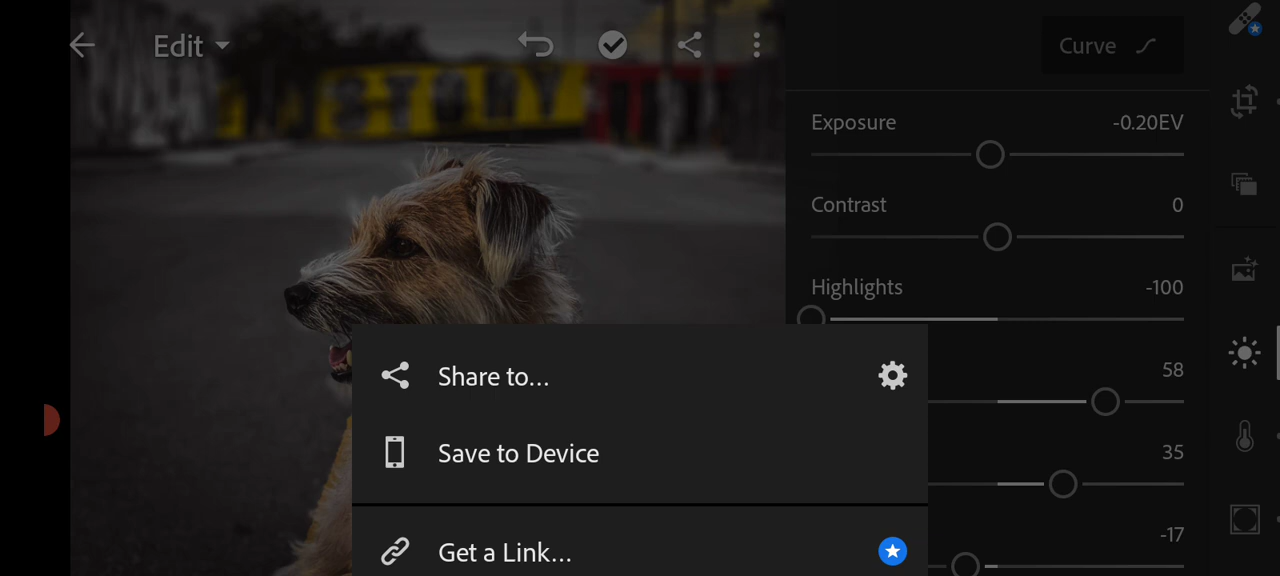 Edit
Curve
Exposure -0.20EV
Contrast 0
Highlights -100
58
35
-17
Share to...
Save to Device
Get a Link...